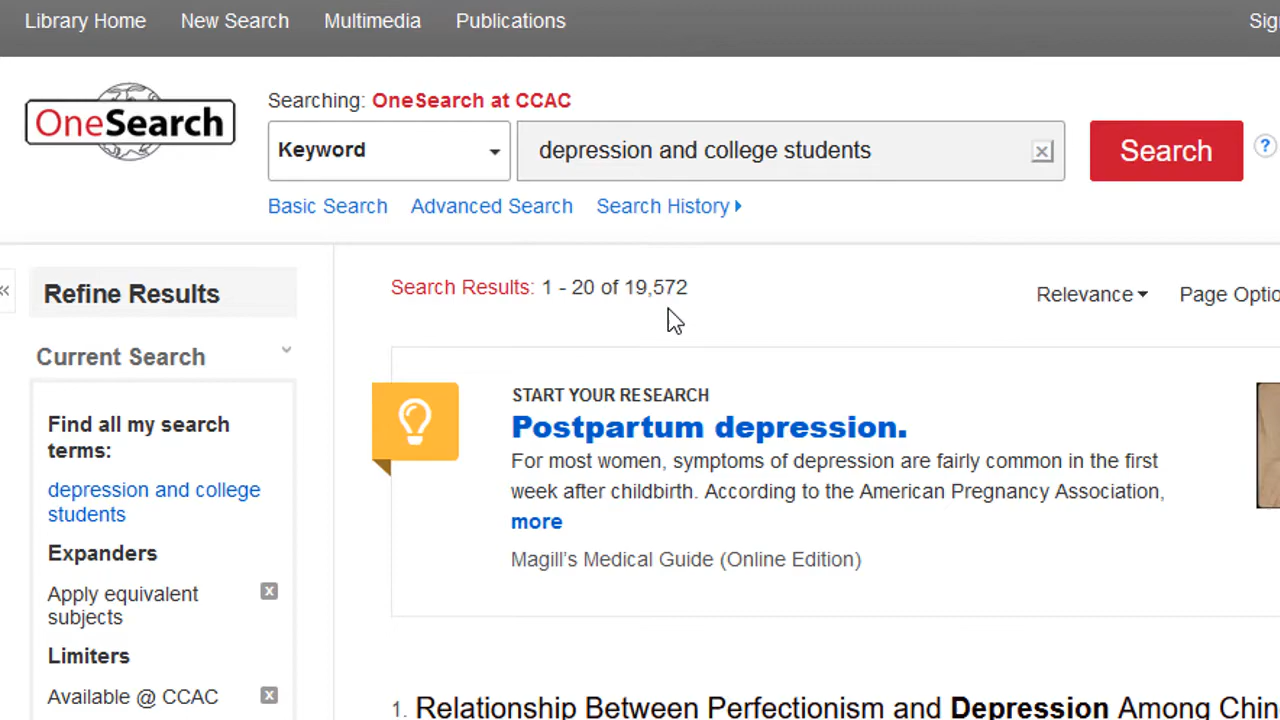 Library Home New Search Multimedia Publications Sig
Searching: OneSearch at CCAC
OneSearch
Keyword depression and college students Search ?
Basic Search Advanced Search Search History
Refine Results
Search Results: 1 - 20 of 19,572
Relevance Page Optio
Current Search
Find all my search
terms:
depression and college
students
Expanders
Apply equivalent
subjects
Limiters
Available @ CCAC
START YOUR RESEARCH
Postpartum depression.
For most women, symptoms of depression are fairly common in the first
week after childbirth. According to the American Pregnancy Association,
more
Magill's Medical Guide (Online Edition)
1. Relationship Between Perfectionism and Depression Among Chin